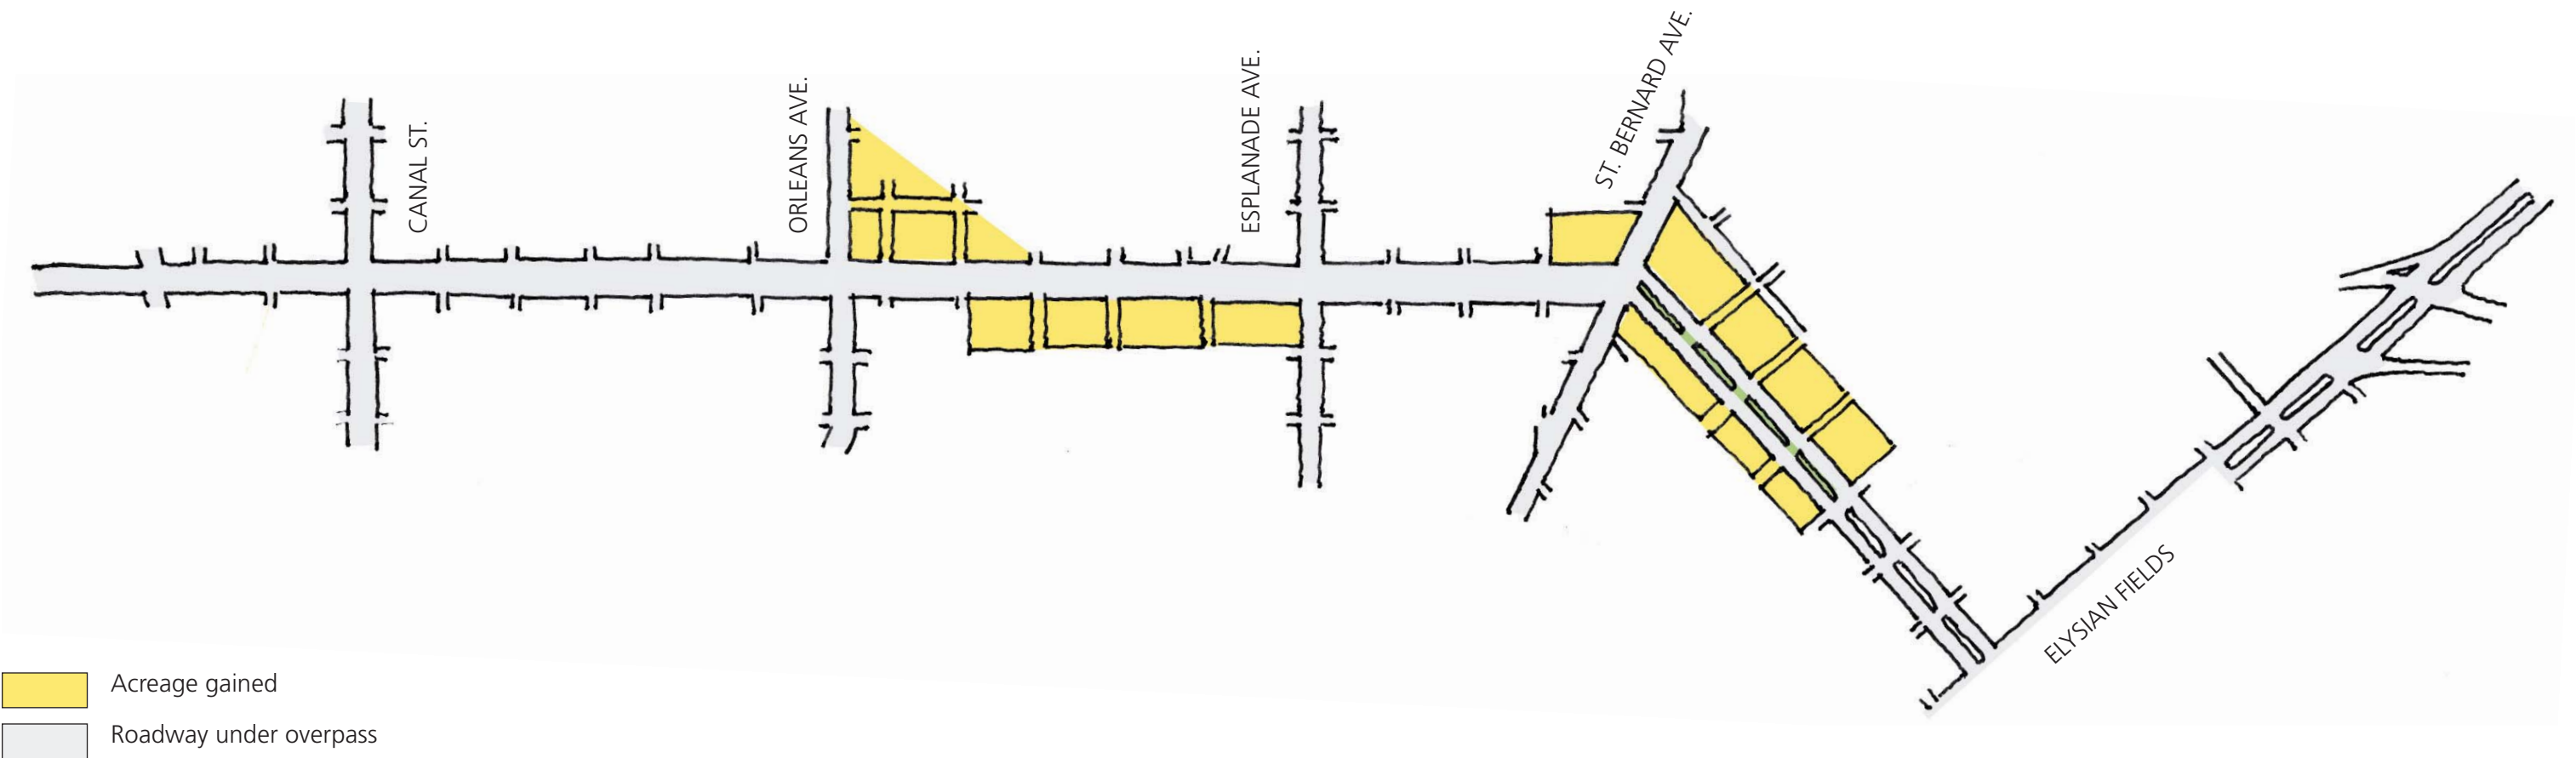 CANAL ST.
ORLEANS AVE.
ESPLANADE AVE.
ST. BERNARD AVE.
ELYSIAN FIELDS
Acreage gained
Roadway under overpass